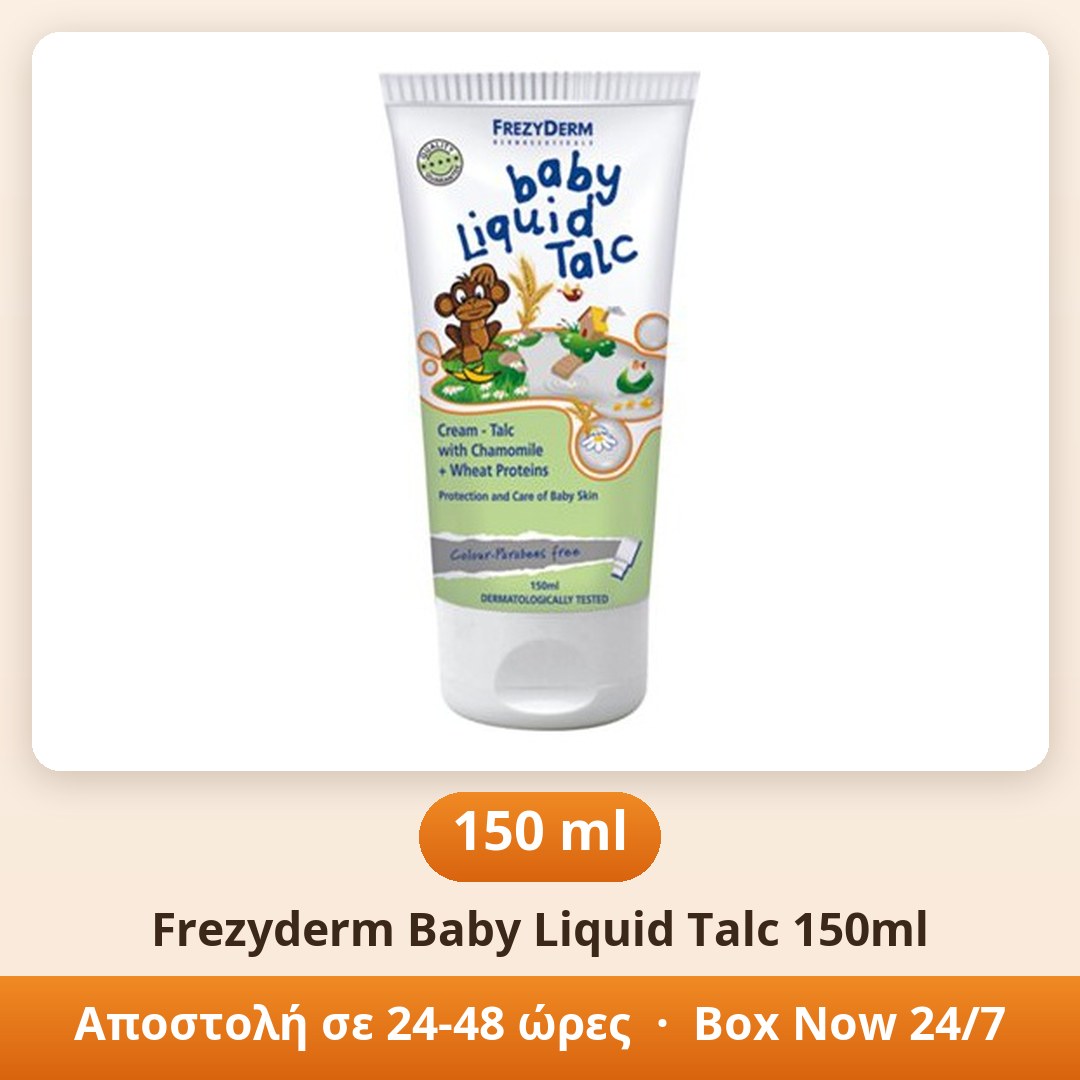 FREZYDERM
QUALITY
baby
Liquid
Talc
Cream - Talc
with Chamomile
+ Wheat Proteins
Protection and Care of Baby Skin
Colour-Parabens free
150ml
DERMATOLOGICALLY TESTED
150 ml
Frezyderm Baby Liquid Talc 150ml
Αποστολή σε 24-48 ώρες · Box Now 24/7